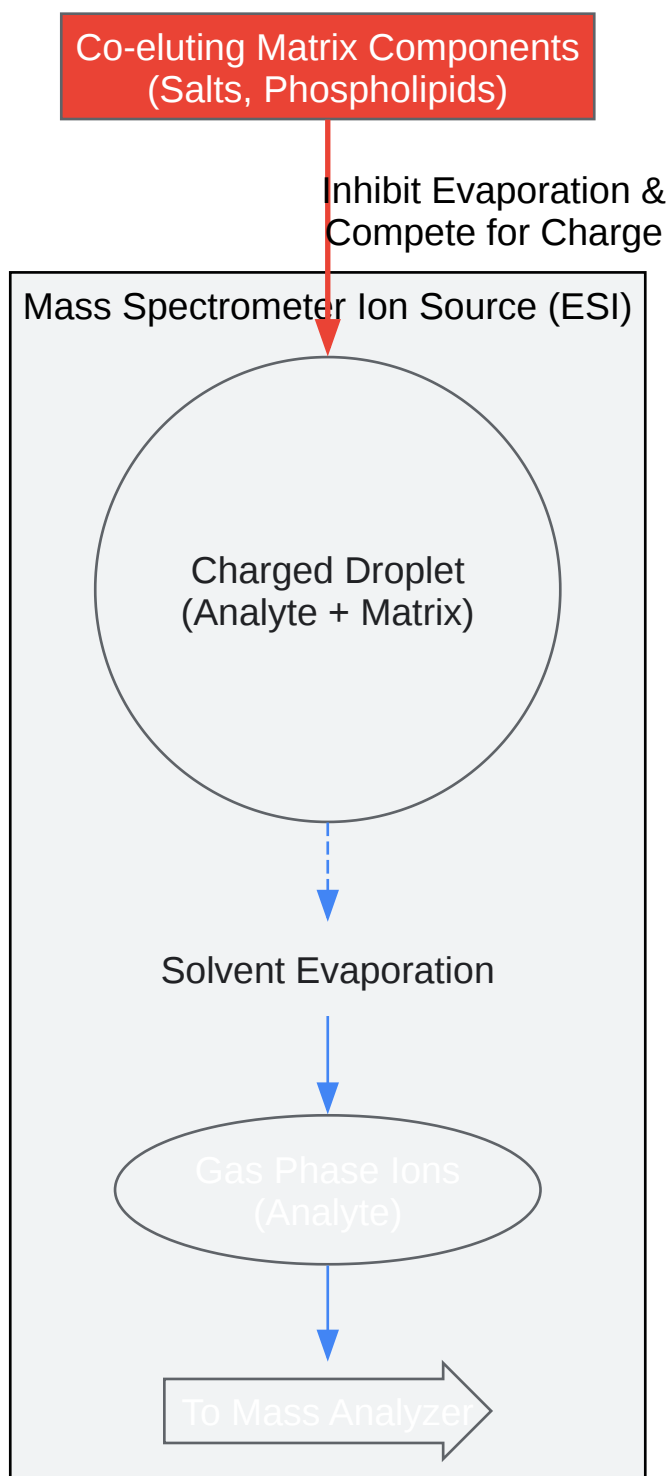 Co-eluting Matrix Components
(Salts, Phospholipids)
Inhibit Evaporation &
Compete for Charge
Mass Spectrometer Ion Source (ESI)
Charged Droplet
(Analyte + Matrix)
Solvent Evaporation
Gas Phase Ions
(Analyte)
To Mass Analyzer